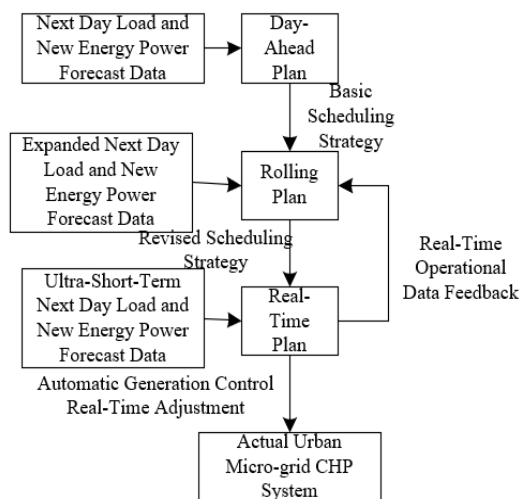 Next Day Load and
New Energy Power
Forecast Data
Day-
Ahead
Plan
Basic
Scheduling
Strategy
Expanded Next Day
Load and New
Energy Power
Forecast Data
Rolling
Plan
Revised Scheduling
Strategy
Real-Time
Operational
Data Feedback
Ultra-Short-Term
Next Day Load and
New Energy Power
Forecast Data
Real-
Time
Plan
Automatic Generation Control
Real-Time Adjustment
Actual Urban
Micro-grid CHP
System